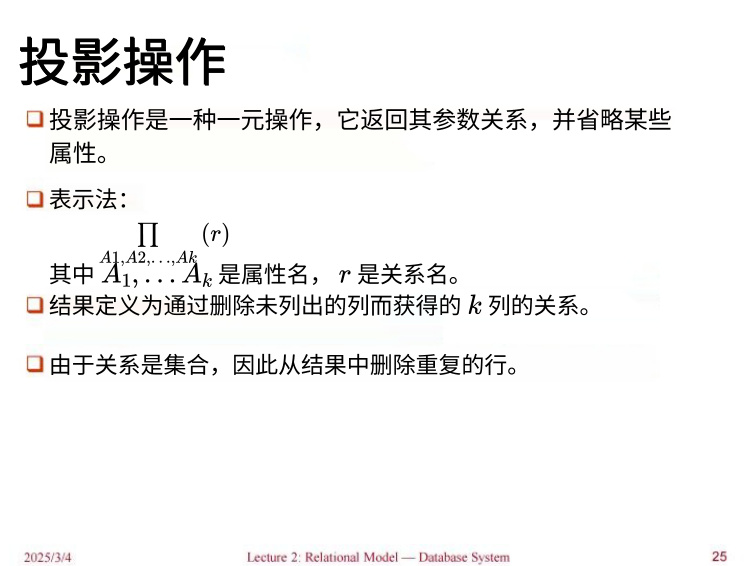 投影操作
❑ 投影操作是一种一元操作，它返回其参数关系，并省略某些
属性。
❑ 表示法：
∏ (r)
A1,A2,...,Ak
其中 A₁, ... Aₖ 是属性名， r 是关系名。
❑ 结果定义为通过删除未列出的列而获得的 k 列的关系。
❑ 由于关系是集合，因此从结果中删除重复的行。
2025/3/4 Lecture 2: Relational Model — Database System 25